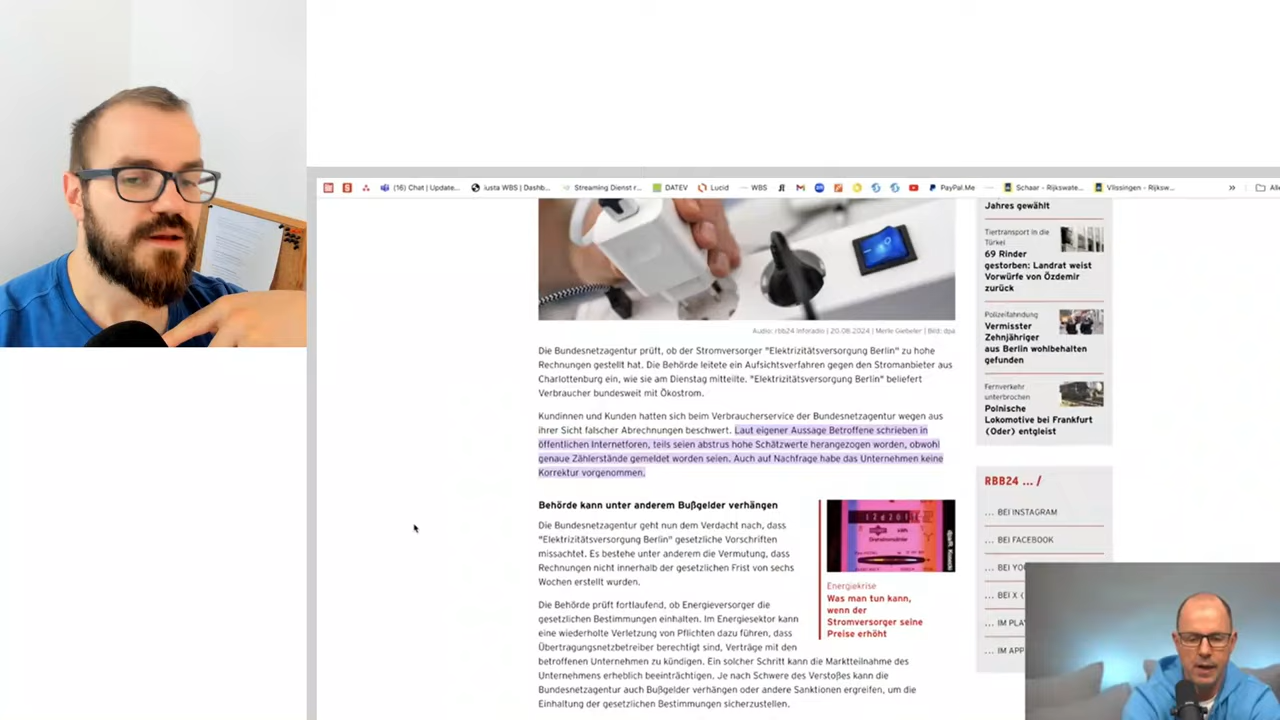 (16) Chat | Update...
iusta WBS | Dashb...
Streaming Dienst r...
DATEV
Lucid
WBS
PayPal.Me
Schaar - Rijkswate...
Vlissingen - Rijksw...
»
Audio: rbb24 Inforadio | 20.08.2024 | Merle Giebeler | Bild: dpa
Die Bundesnetzagentur prüft, ob der Stromversorger "Elektrizitätsversorgung Berlin" zu hohe
Rechnungen gestellt hat. Die Behörde leitete ein Aufsichtsverfahren gegen den Stromanbieter aus
Charlottenburg ein, wie sie am Dienstag mitteilte. "Elektrizitätsversorgung Berlin" beliefert
Verbraucher bundesweit mit Ökostrom.
Kundinnen und Kunden hatten sich beim Verbraucherservice der Bundesnetzagentur wegen aus
ihrer Sicht falscher Abrechnungen beschwert. Laut eigener Aussage Betroffene schrieben in
öffentlichen Internetforen, teils seien abstrus hohe Schätzwerte herangezogen worden, obwohl
genaue Zählerstände gemeldet worden seien. Auch auf Nachfrage habe das Unternehmen keine
Korrektur vorgenommen.
Behörde kann unter anderem Bußgelder verhängen
Die Bundesnetzagentur geht nun dem Verdacht nach, dass
"Elektrizitätsversorgung Berlin" gesetzliche Vorschriften
missachtet. Es bestehe unter anderem die Vermutung, dass
Rechnungen nicht innerhalb der gesetzlichen Frist von sechs
Wochen erstellt wurden.
Die Behörde prüft fortlaufend, ob Energieversorger die
gesetzlichen Bestimmungen einhalten. Im Energiesektor kann
eine wiederholte Verletzung von Pflichten dazu führen, dass
Übertragungsnetzbetreiber berechtigt sind, Verträge mit den
betroffenen Unternehmen zu kündigen. Ein solcher Schritt kann die Marktteilnahme des
Unternehmens erheblich beeinträchtigen. Je nach Schwere des Verstoßes kann die
Bundesnetzagentur auch Bußgelder verhängen oder andere Sanktionen ergreifen, um die
Einhaltung der gesetzlichen Bestimmungen sicherzustellen.
Energiekrise
Was man tun kann,
wenn der
Stromversorger seine
Preise erhöht
Jahres gewählt
Tiertransport in die
Türkei
69 Rinder
gestorben: Landrat weist
Vorwürfe von Özdemir
zurück
Polizeifahndung
Vermisster
Zehnjähriger
aus Berlin wohlbehalten
gefunden
Fernverkehr
unterbrochen
Polnische
Lokomotive bei Frankfurt
(Oder) entgleist
RBB24 ... /
... BEI INSTAGRAM
... BEI FACEBOOK
... BEI YO
... BEI X (
... IM PLA
... IM APP